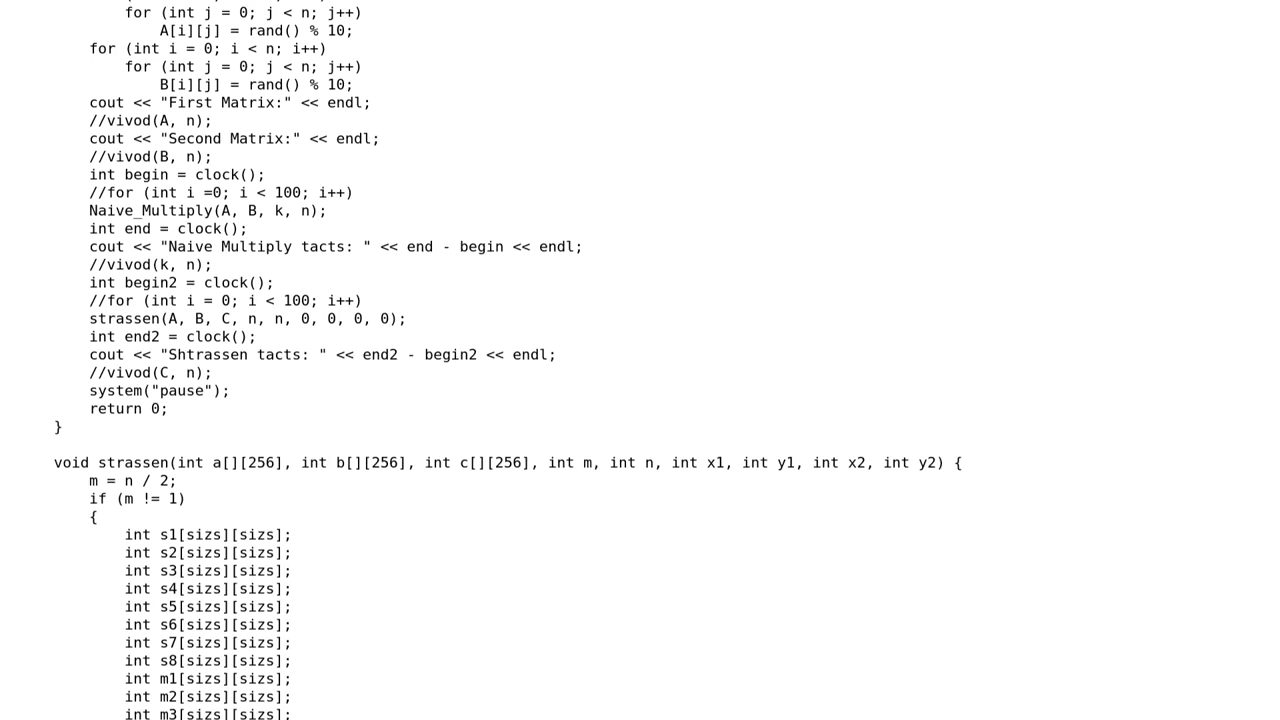 for (int j = 0; j < n; j++)
A[i][j] = rand() % 10;
for (int i = 0; i < n; i++)
for (int j = 0; j < n; j++)
B[i][j] = rand() % 10;
cout << "First Matrix:" << endl;
//vivod(A, n);
cout << "Second Matrix:" << endl;
//vivod(B, n);
int begin = clock();
//for (int i =0; i < 100; i++)
Naive_Multiply(A, B, k, n);
int end = clock();
cout << "Naive Multiply tacts: " << end - begin << endl;
//vivod(k, n);
int begin2 = clock();
//for (int i = 0; i < 100; i++)
strassen(A, B, C, n, n, 0, 0, 0, 0);
int end2 = clock();
cout << "Shtrassen tacts: " << end2 - begin2 << endl;
//vivod(C, n);
system("pause");
return 0;
}
void strassen(int a[][256], int b[][256], int c[][256], int m, int n, int x1, int y1, int x2, int y2) {
m = n / 2;
if (m != 1)
{
int s1[sizs][sizs];
int s2[sizs][sizs];
int s3[sizs][sizs];
int s4[sizs][sizs];
int s5[sizs][sizs];
int s6[sizs][sizs];
int s7[sizs][sizs];
int s8[sizs][sizs];
int m1[sizs][sizs];
int m2[sizs][sizs];
int m3[sizs][sizs];